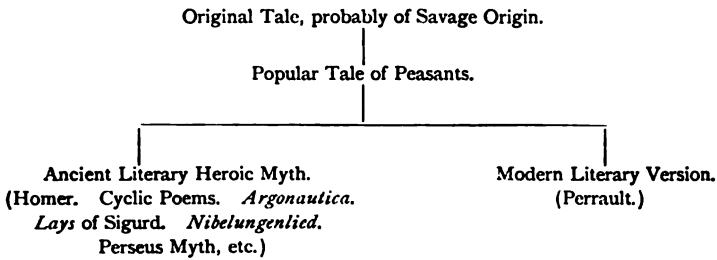 Original Tale, probably of Savage Origin.
Popular Tale of Peasants.
Ancient Literary Heroic Myth.
(Homer. Cyclic Poems. Argonautica.
Lays of Sigurd. Nibelungenlied.
Perseus Myth, etc.)
Modern Literary Version.
(Perrault.)